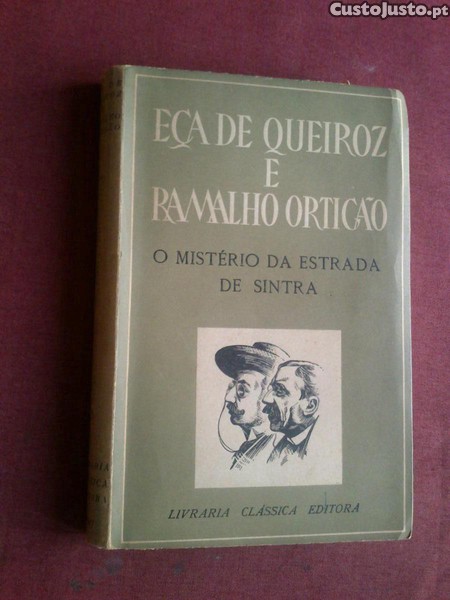 CustoJusto.pt
EÇA DE QUEIROZ
E
RAMALHO ORTIGÃO
O MISTÉRIO DA ESTRADA
DE SINTRA
LIVRARIA CLÁSSICA EDITORA